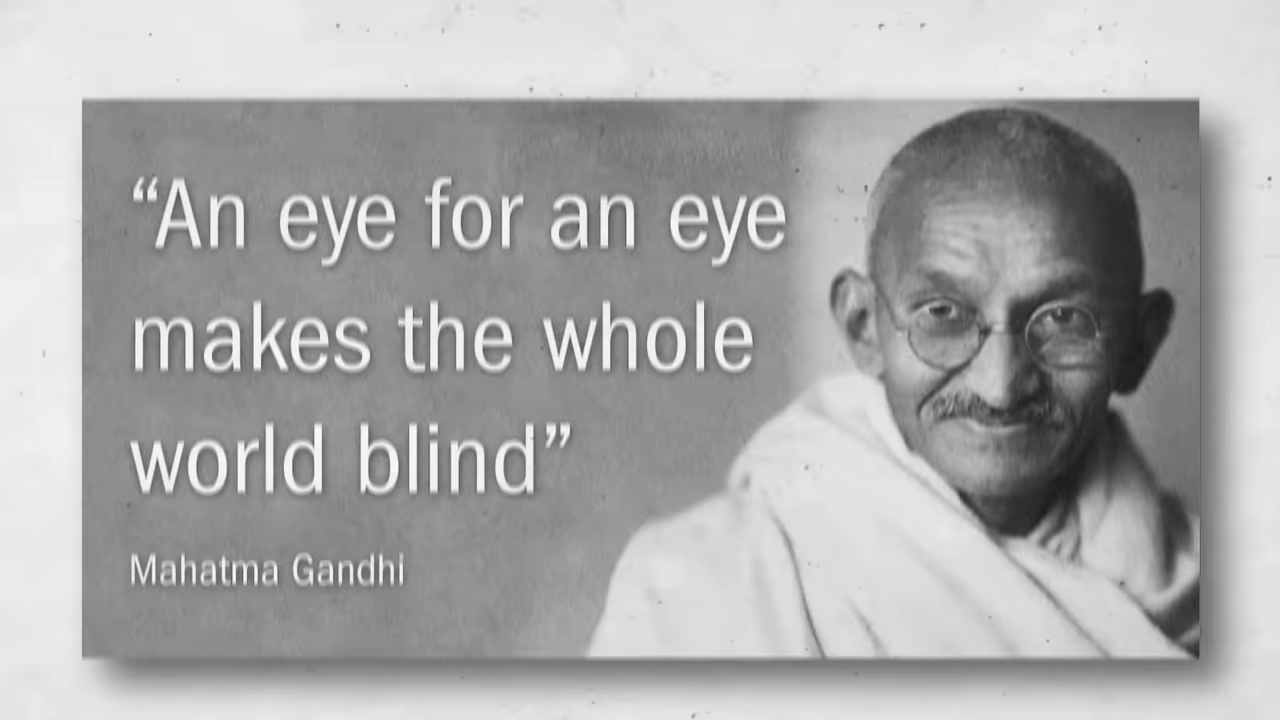 “An eye for an eye
makes the whole
world blind”
Mahatma Gandhi